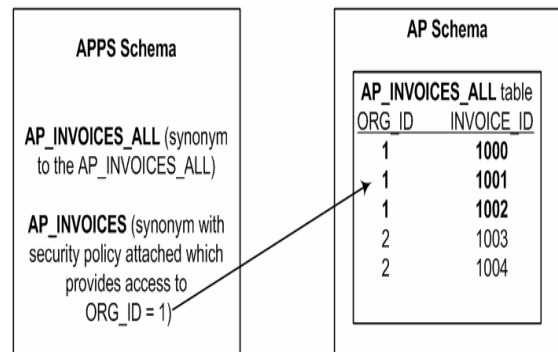 APPS Schema
AP_INVOICES_ALL (synonym
to the AP_INVOICES_ALL)
AP_INVOICES (synonym with
security policy attached which
provides access to
ORG_ID = 1)
AP Schema
AP_INVOICES_ALL table
ORG_ID INVOICE_ID
1 1000
1 1001
1 1002
2 1003
2 1004